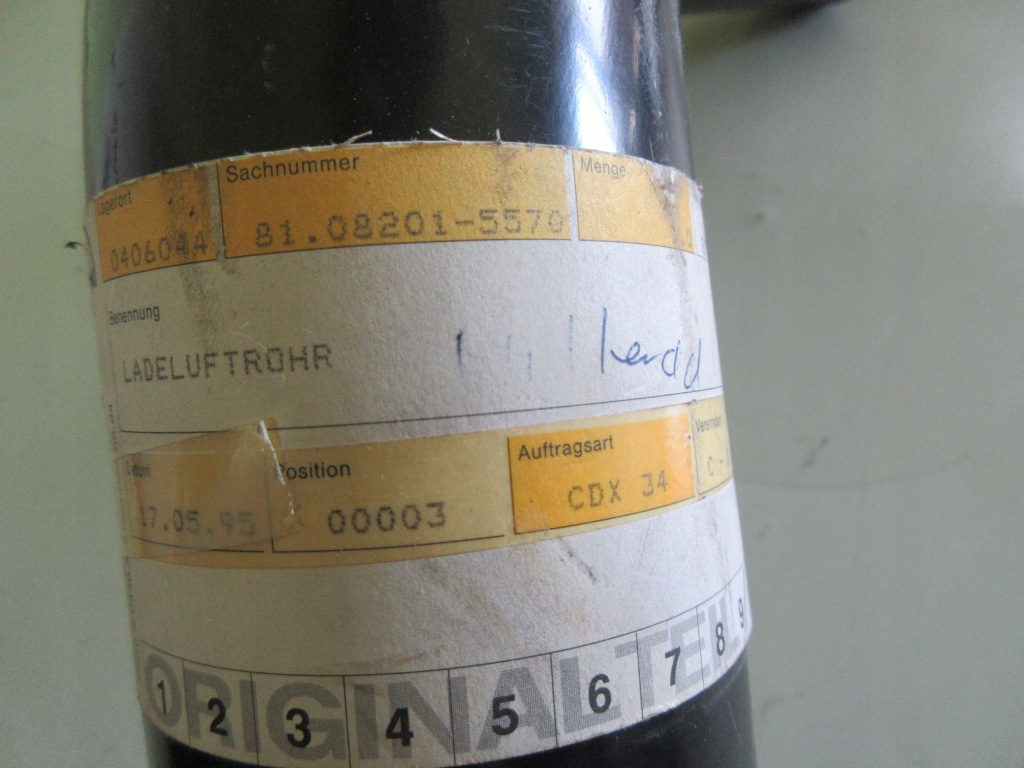 Lagerort Sachnummer Menge
040604A 81.08201-5570
Benennung
LADELUFTROHR
Datum Position Auftragsart
17.05.95 00003 CDX 34
ORIGINALTEIL
1 2 3 4 5 6 7 8 9